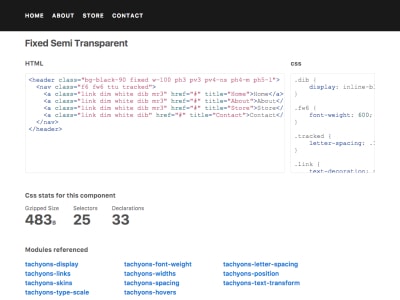 HOME ABOUT STORE CONTACT
Fixed Semi Transparent
HTML
<header class="bg-black-90 fixed w-100 ph3 pv3 pv4-ns ph4-m ph5-l">
<nav class="f6 fw6 ttu tracked">
<a class="link dim white dib mr3" href="#" title="Home">Home</a>
<a class="link dim white dib mr3" href="#" title="About">About</
<a class="link dim white dib mr3" href="#" title="Store">Store</
<a class="link dim white dib" href="#" title="Contact">Contact</
</nav>
</header>
css
.dib {
display: inline-b
}
.fw6 {
font-weight: 600;
}
.tracked {
letter-spacing: .
}
.link {
text-decoration: 
Css stats for this component
Gzipped Size Selectors Declarations
483B 25 33
Modules referenced
tachyons-display tachyons-font-weight tachyons-letter-spacing
tachyons-links tachyons-widths tachyons-position
tachyons-skins tachyons-spacing tachyons-text-transform
tachyons-type-scale tachyons-hovers